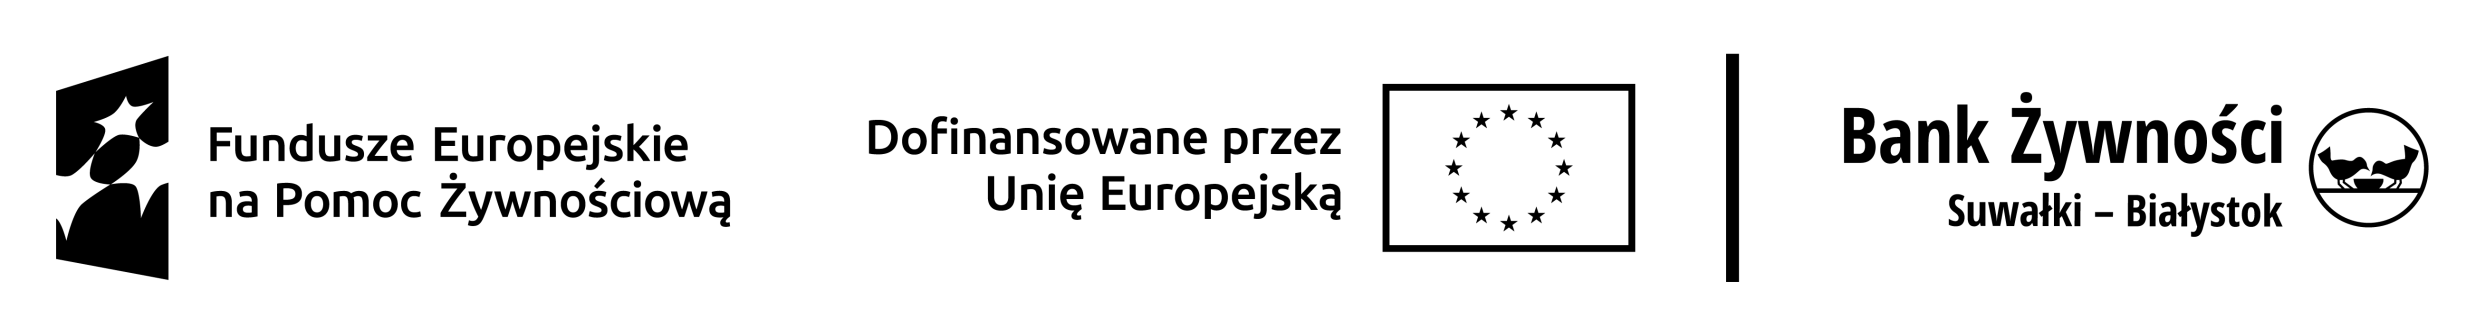 Fundusze Europejskie
na Pomoc Żywnościową
Dofinansowane przez
Unię Europejską
Bank Żywności
Suwałki – Białystok